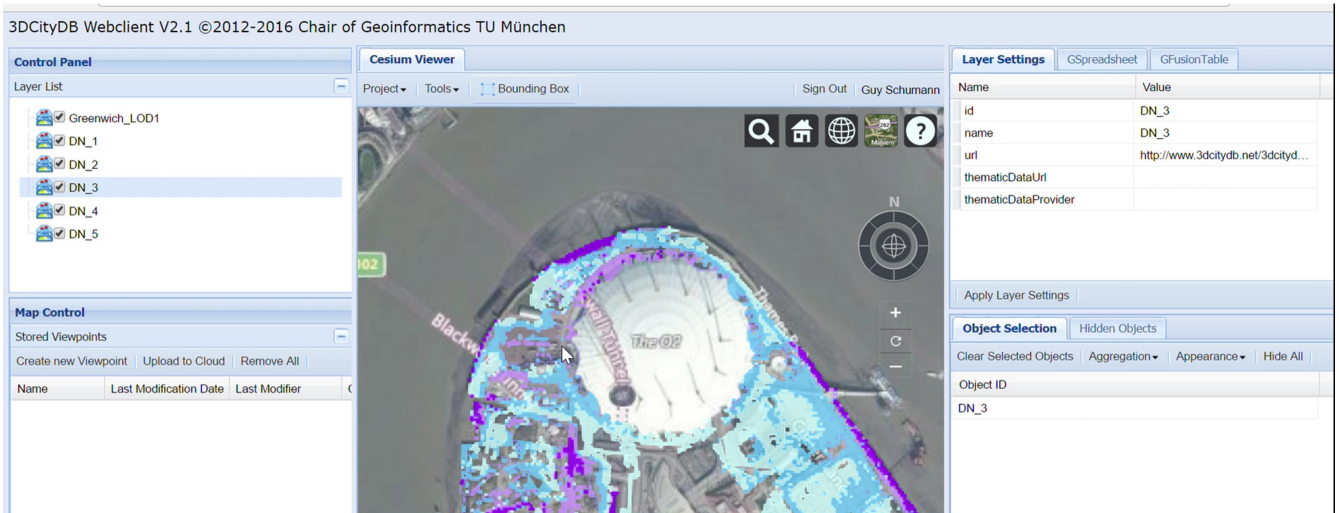 3DCityDB Webclient V2.1 ©2012-2016 Chair of Geoinformatics TU München
Control Panel
Layer List
Greenwich_LOD1
DN_1
DN_2
DN_3
DN_4
DN_5
Map Control
Stored Viewpoints
Create new Viewpoint Upload to Cloud Remove All
Name Last Modification Date Last Modifier
Cesium Viewer
Project Tools Bounding Box Sign Out Guy Schumann
202
Malvern
?
N
102
The O2
+
C
−
Layer Settings GSpreadsheet GFusionTable
Name Value
id DN_3
name DN_3
url http://www.3dcitydb.net/3dcityd...
thematicDataUrl
thematicDataProvider
Apply Layer Settings
Object Selection Hidden Objects
Clear Selected Objects Aggregation Appearance Hide All
Object ID
DN_3